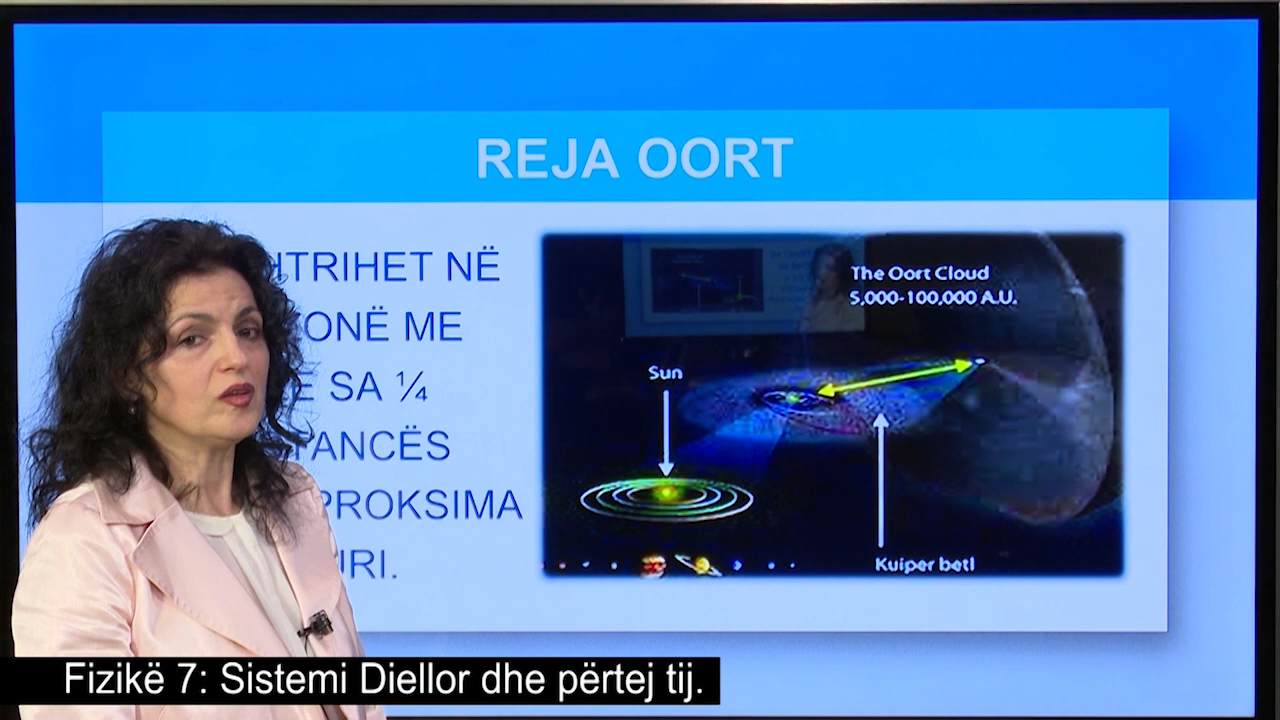 REJA OORT
HTRIHET NË
ONË ME
SA ¼
TANCËS
PROKSIMA
IRI.
The Oort Cloud
5,000-100,000 A.U.
Sun
Kuiper betl
Fizikë 7: Sistemi Diellor dhe përtej tij.